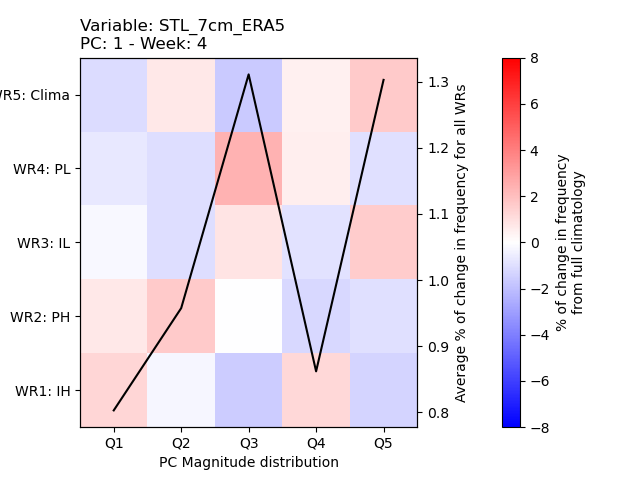 Variable: STL_7cm_ERA5
PC: 1 - Week: 4
WR5: Clima
WR4: PL
WR3: IL
WR2: PH
WR1: IH
Q1 Q2 Q3 Q4 Q5
PC Magnitude distribution
1.3
1.2
1.1
1.0
0.9
0.8
Average % of change in frequency for all WRs
8
6
4
2
0
−2
−4
−6
−8
% of change in frequency
from full climatology